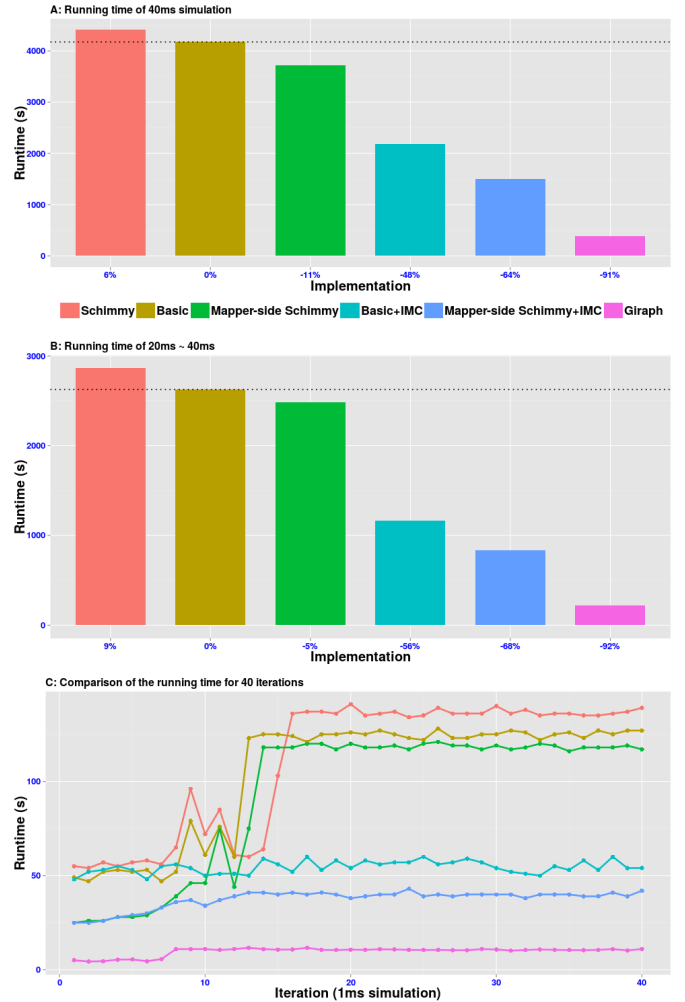 A: Running time of 40ms simulation
Runtime (s)
4000
3000
2000
1000
0
6% 0% -11% -48% -64% -91%
Implementation
Schimmy Basic Mapper-side Schimmy Basic+IMC Mapper-side Schimmy+IMC Giraph
B: Running time of 20ms ~ 40ms
Runtime (s)
3000
2000
1000
0
9% 0% -5% -56% -68% -92%
Implementation
C: Comparison of the running time for 40 iterations
Runtime (s)
100
50
0
0 10 20 30 40
Iteration (1ms simulation)